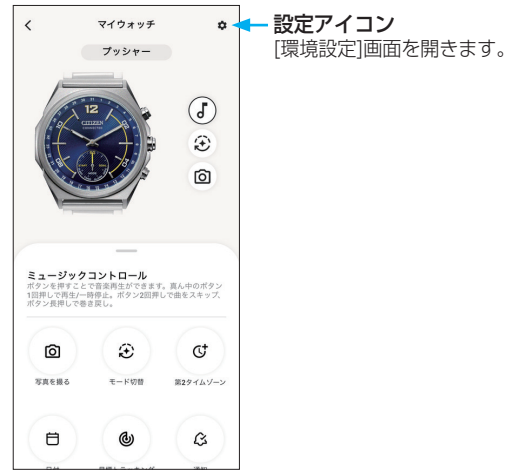 マイウォッチ
設定アイコン
[環境設定]画面を開きます。
プッシャー
12
CITIZEN
ミュージックコントロール
ボタンを押すことで音楽再生ができます。真ん中のボタン
1回押しで再生/一時停止。ボタン2回押しで曲をスキップ。
ボタン長押しで巻き戻し。
写真を撮る
モード切替
第2タイムゾーン